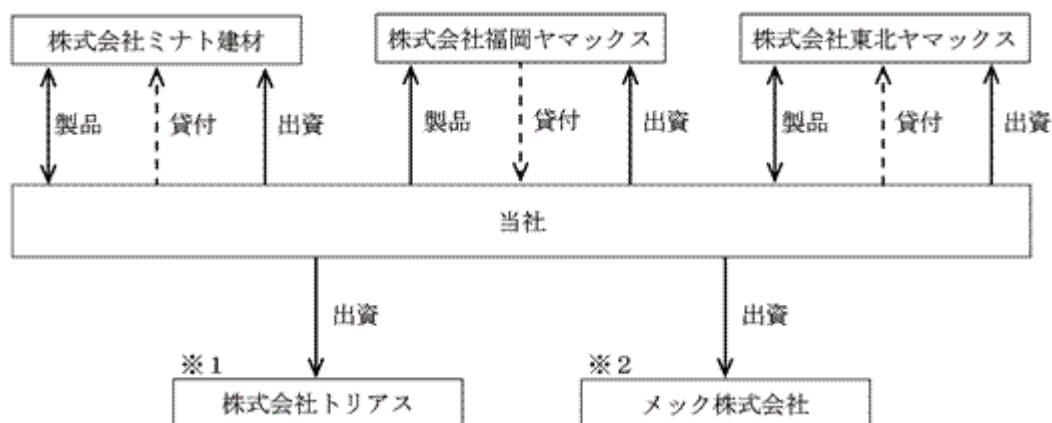 株式会社ミナト建材
株式会社福岡ヤマックス
株式会社東北ヤマックス
製品
貸付
出資
製品
貸付
出資
製品
貸付
出資
当社
出資
出資
※1
※2
株式会社トリアス
メック株式会社